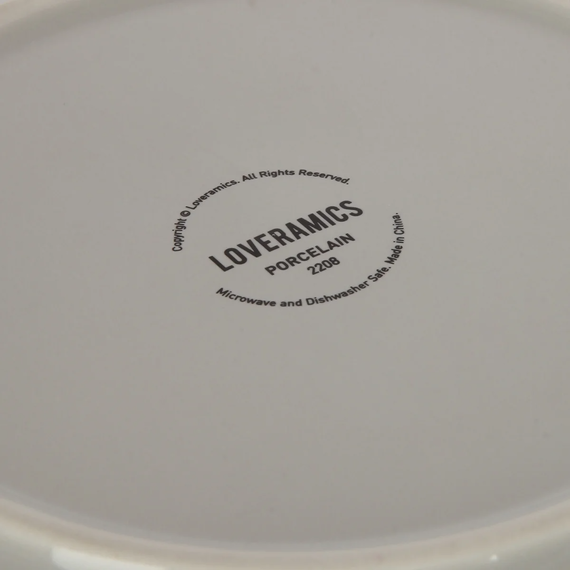 Copyright © Loveramics. All Rights Reserved.
LOVERAMICS
PORCELAIN
2208
Microwave and Dishwasher Safe. Made in China.